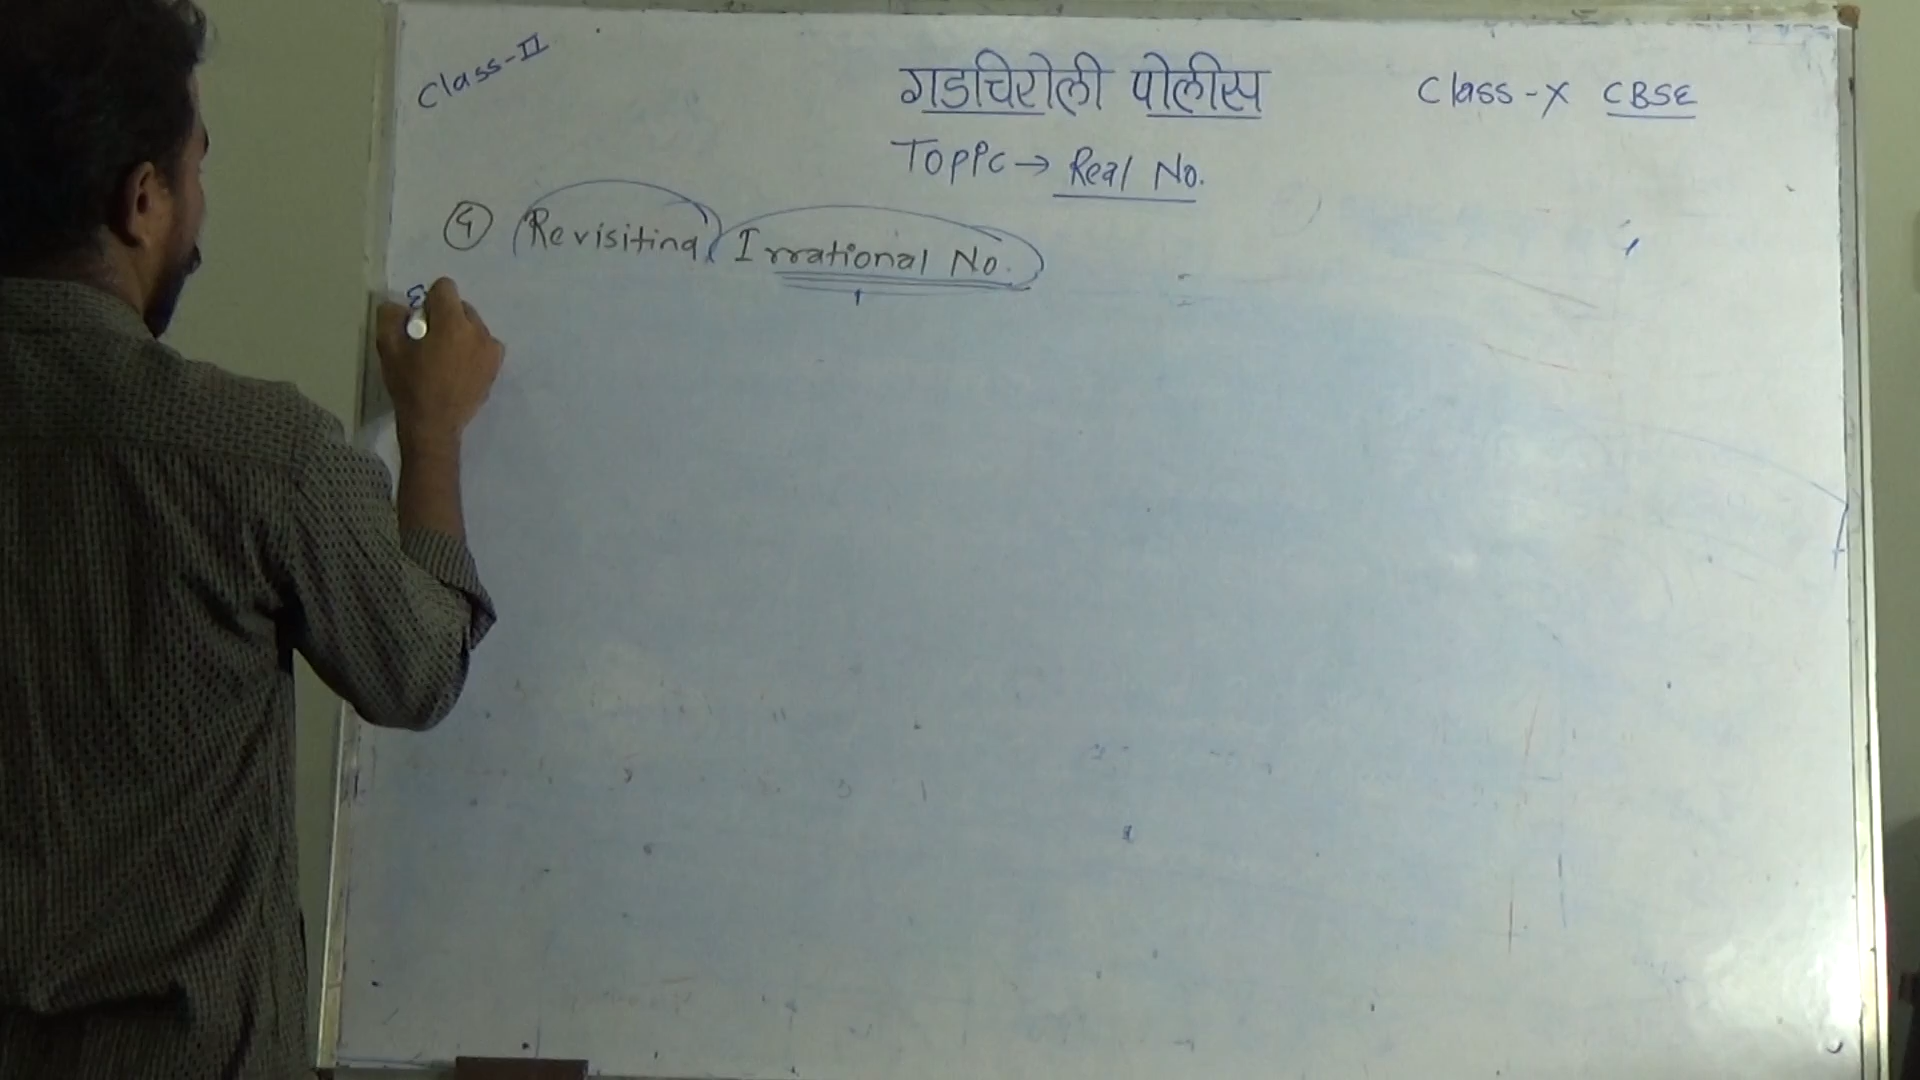 Class-II
गडचिरोली पोलीस
Class-X CBSE
Topic → Real No.
④ Revisiting Irrational No.